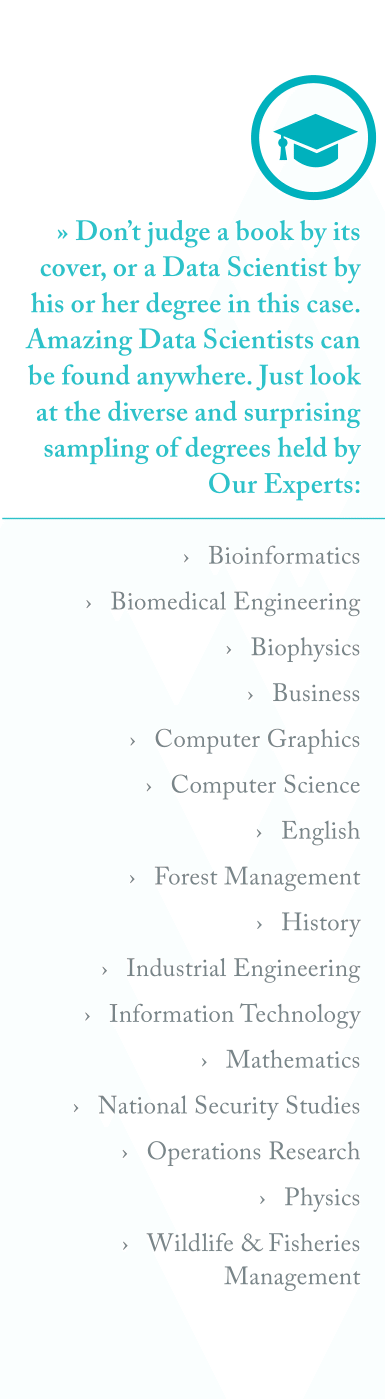 » Don’t judge a book by its
cover, or a Data Scientist by
his or her degree in this case.
Amazing Data Scientists can
be found anywhere. Just look
at the diverse and surprising
sampling of degrees held by
Our Experts:
› Bioinformatics
› Biomedical Engineering
› Biophysics
› Business
› Computer Graphics
› Computer Science
› English
› Forest Management
› History
› Industrial Engineering
› Information Technology
› Mathematics
› National Security Studies
› Operations Research
› Physics
› Wildlife & Fisheries
Management